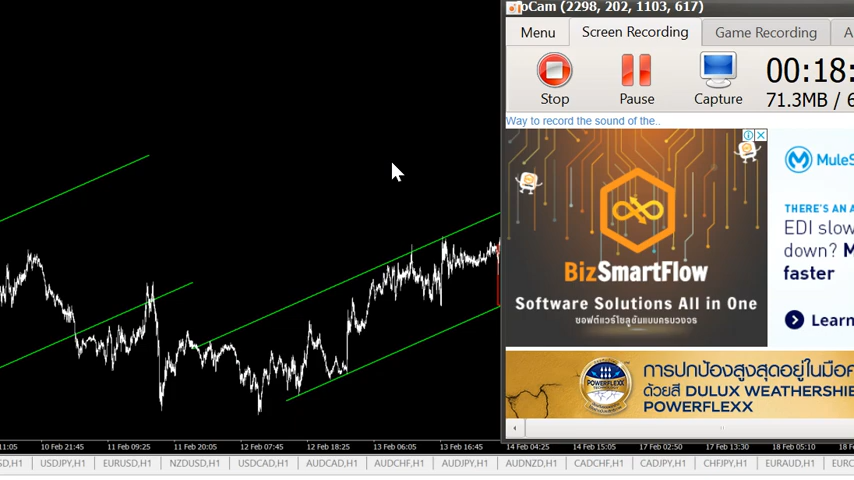 oCam (2298, 202, 1103, 617)
Menu
Screen Recording
Game Recording
A
Stop
Pause
Capture
00:18:
71.3MB / 6
Way to record the sound of the..
BizSmartFlow
Software Solutions All in One
ซอฟต์แวร์โซลูชันแบบครบวงจร
MuleS
THERE'S AN A
EDI slow
down? M
faster
Learn
POWERFLEXX
TECHNOLOGY
การปกป้องสูงสุดอยู่ในมือค
ด้วยสี DULUX WEATHERSHIE
POWERFLEXX
11:05
10 Feb 21:45
11 Feb 09:25
11 Feb 20:05
12 Feb 07:45
12 Feb 18:25
13 Feb 06:05
13 Feb 16:45
14 Feb 04:25
14 Feb 15:05
17 Feb 02:50
17 Feb 13:30
18 Feb 05:10
18 Fe
SD,H1
USDJPY,H1
EURUSD,H1
NZDUSD,H1
USDCAD,H1
AUDCAD,H1
AUDCHF,H1
AUDJPY,H1
AUDNZD,H1
CADCHF,H1
CADJPY,H1
CHFJPY,H1
EURAUD,H1
EURC